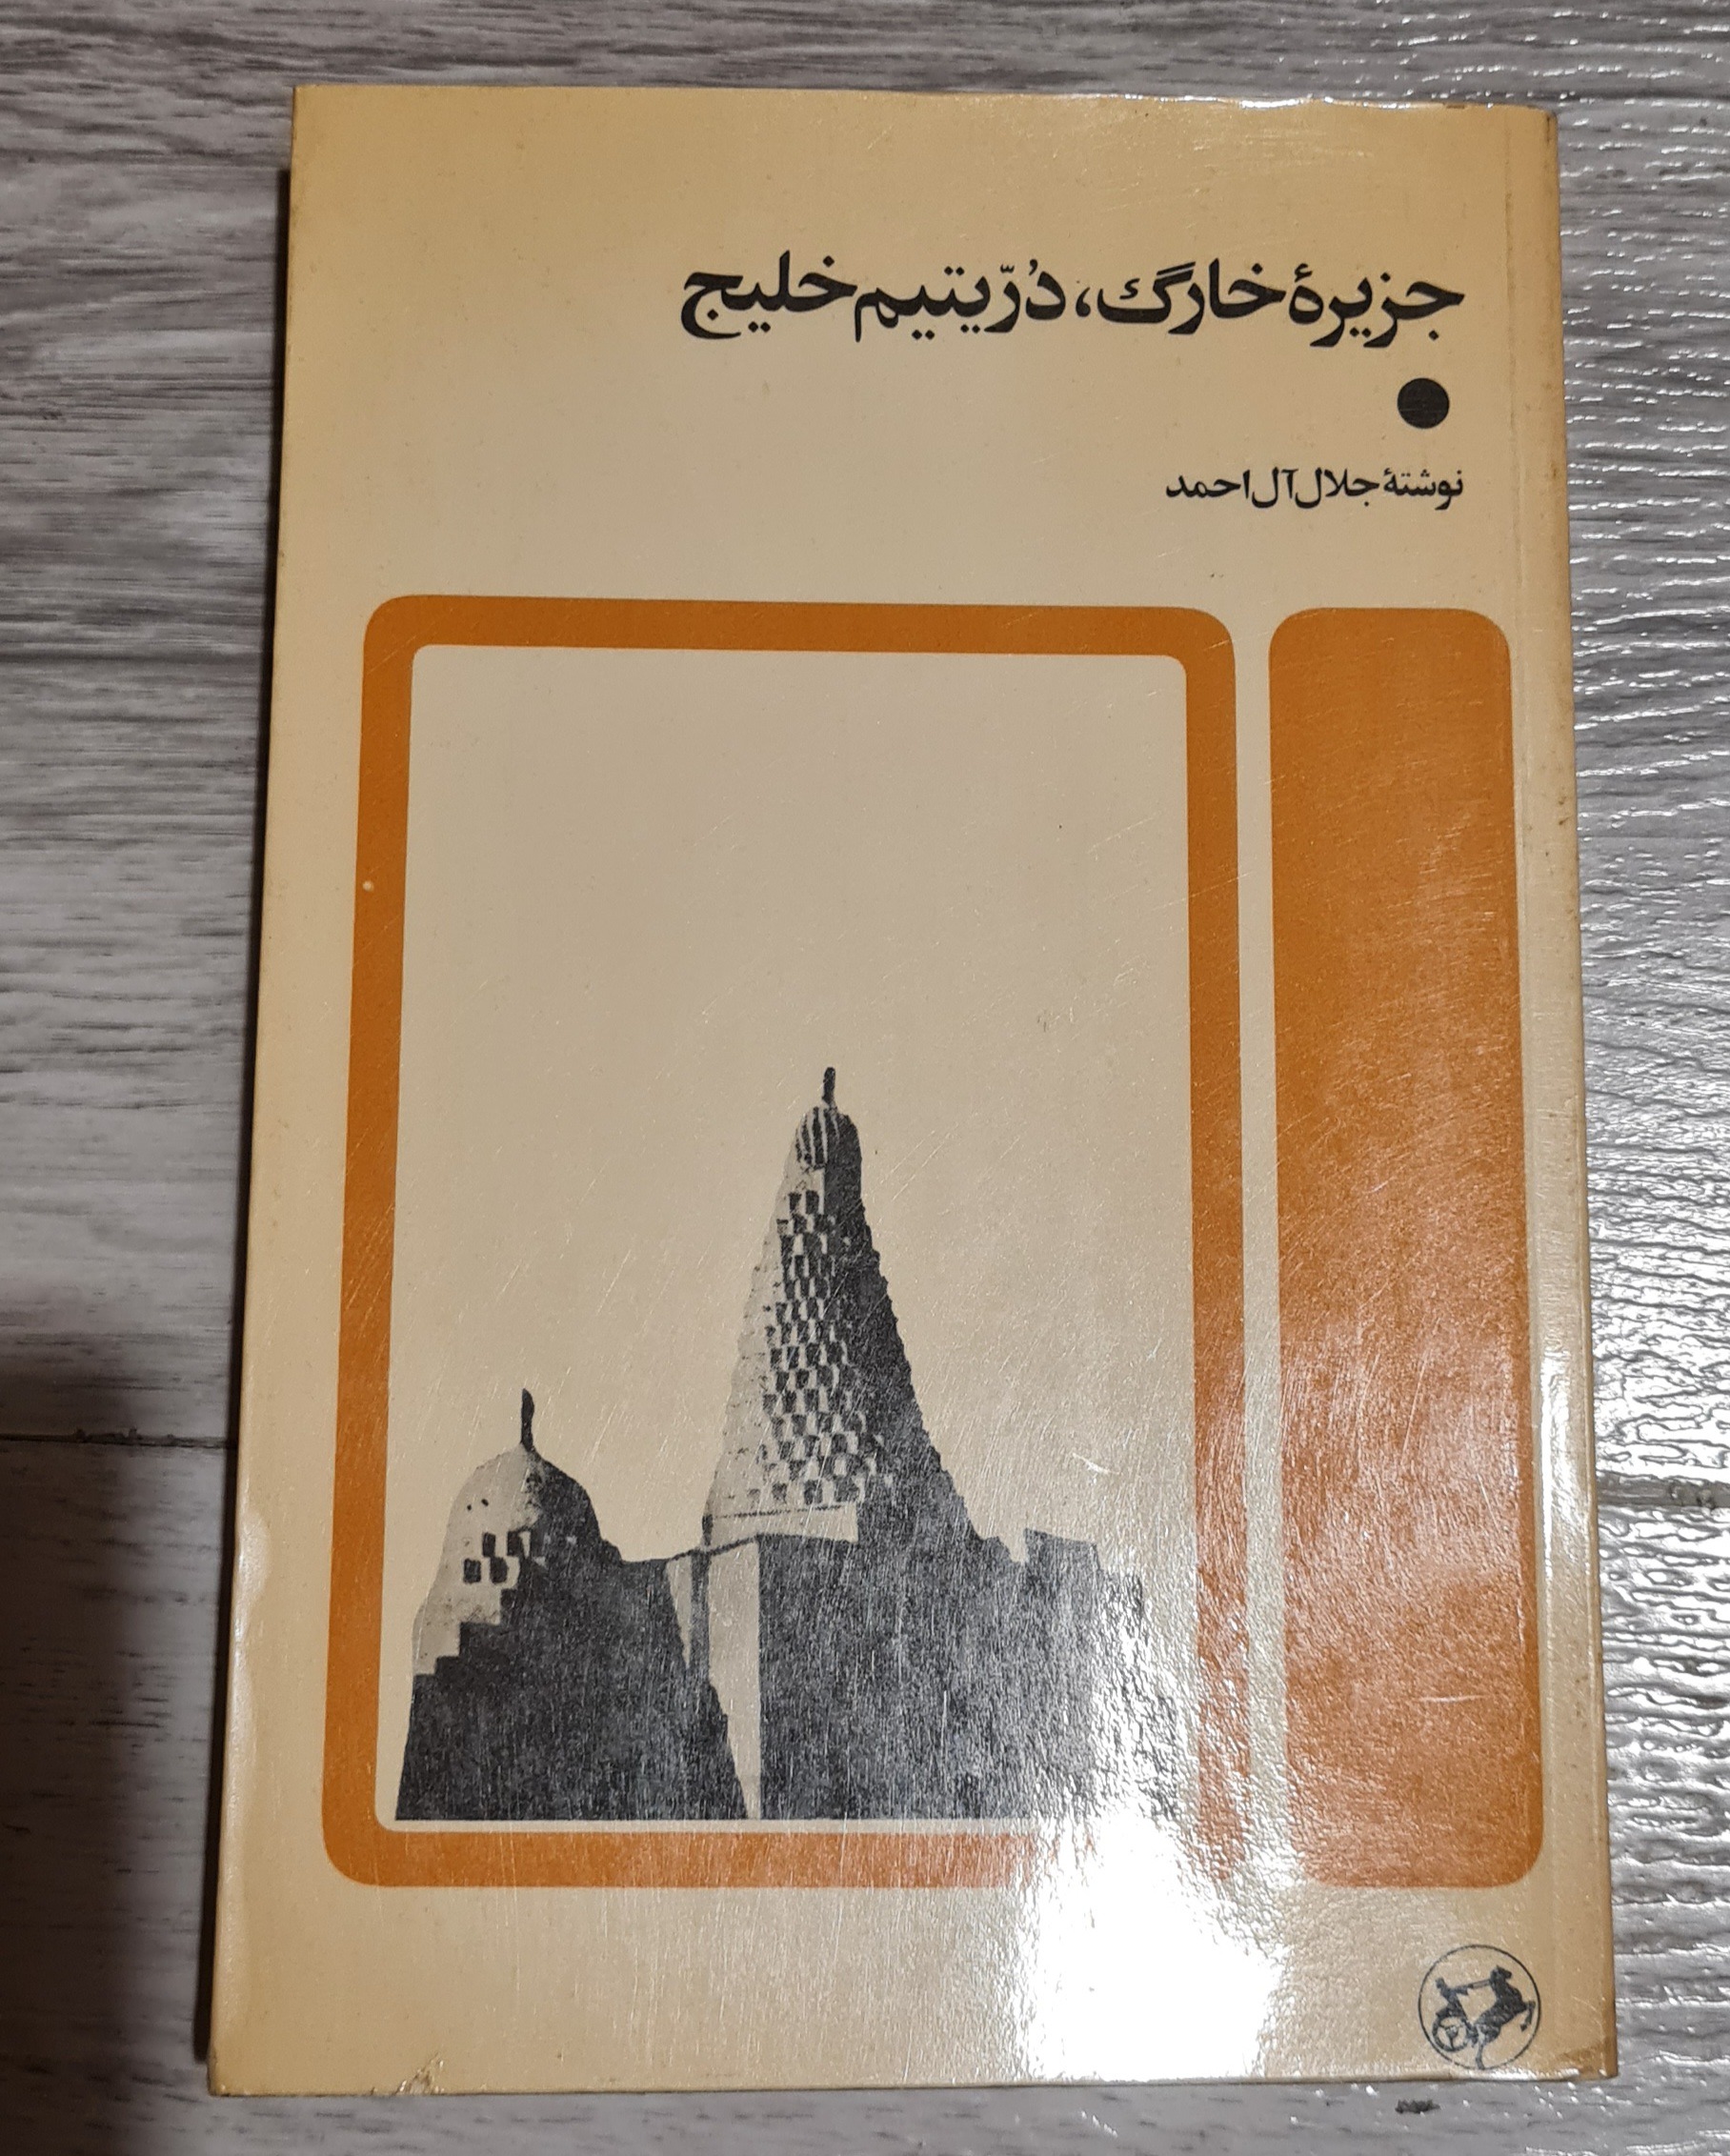 جزیرهٔ خارگ، دُرّ یتیم خلیج
نوشتهٔ جلال آل احمد